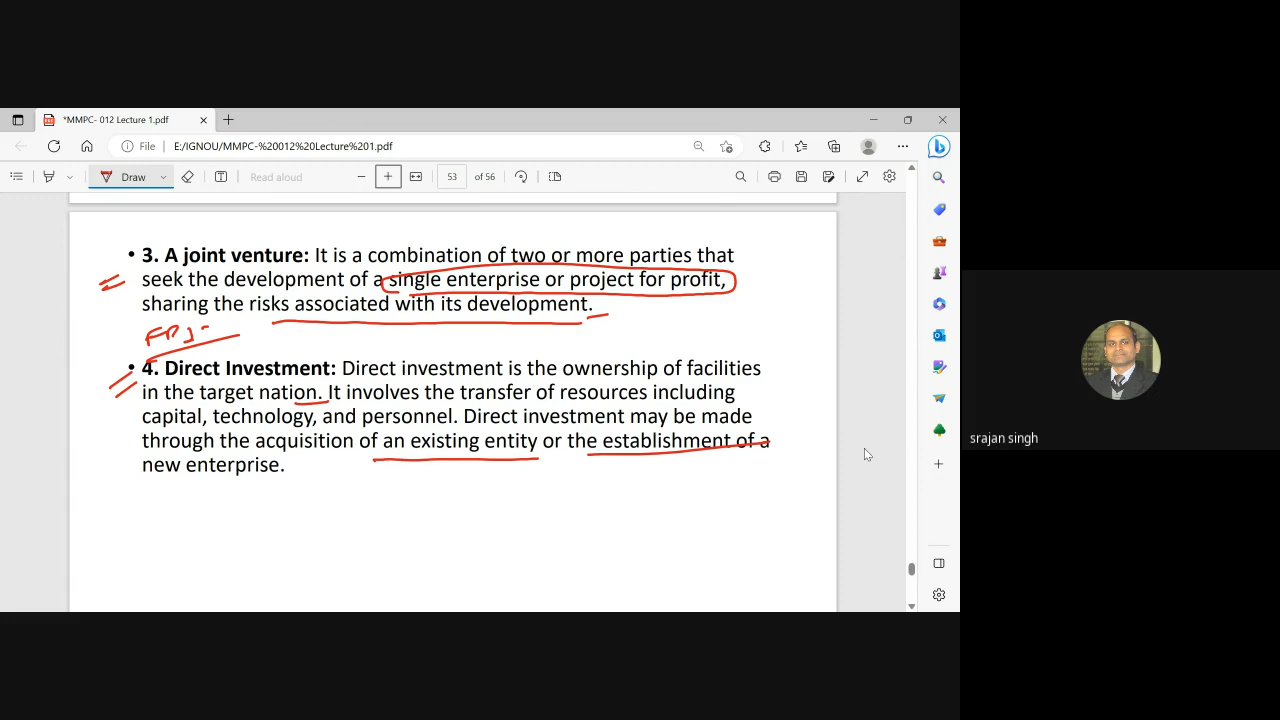 *MMPC- 012 Lecture 1.pdf
File E:/IGNOU/MMPC-%20012%20Lecture%201.pdf
Draw Read aloud 53 of 56
• 3. A joint venture: It is a combination of two or more parties that
seek the development of a single enterprise or project for profit,
sharing the risks associated with its development.
• 4. Direct Investment: Direct investment is the ownership of facilities
in the target nation. It involves the transfer of resources including
capital, technology, and personnel. Direct investment may be made
through the acquisition of an existing entity or the establishment of a
new enterprise.
srajan singh